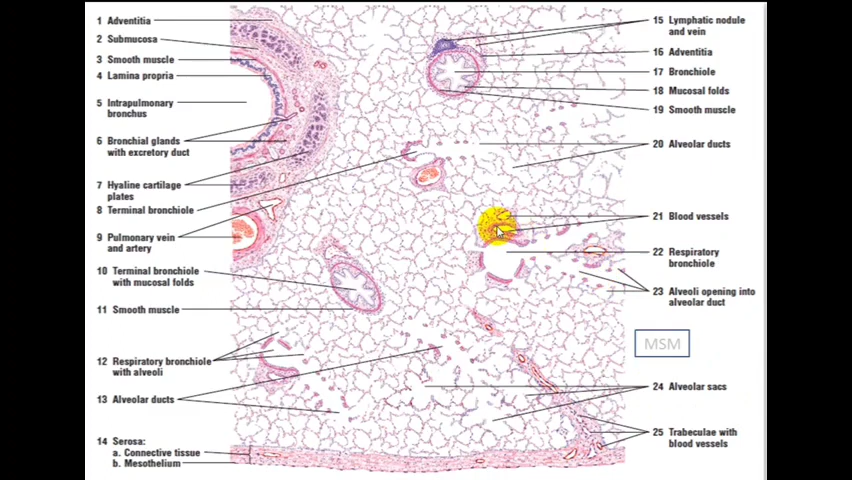 1 Adventitia
2 Submucosa
3 Smooth muscle
4 Lamina propria
5 Intrapulmonary
bronchus
6 Bronchial glands
with excretory duct
7 Hyaline cartilage
plates
8 Terminal bronchiole
9 Pulmonary vein
and artery
10 Terminal bronchiole
with mucosal folds
11 Smooth muscle
12 Respiratory bronchiole
with alveoli
13 Alveolar ducts
14 Serosa:
a. Connective tissue
b. Mesothelium
15 Lymphatic nodule
and vein
16 Adventitia
17 Bronchiole
18 Mucosal folds
19 Smooth muscle
20 Alveolar ducts
21 Blood vessels
22 Respiratory
bronchiole
23 Alveoli opening into
alveolar duct
MSM
24 Alveolar sacs
25 Trabeculae with
blood vessels